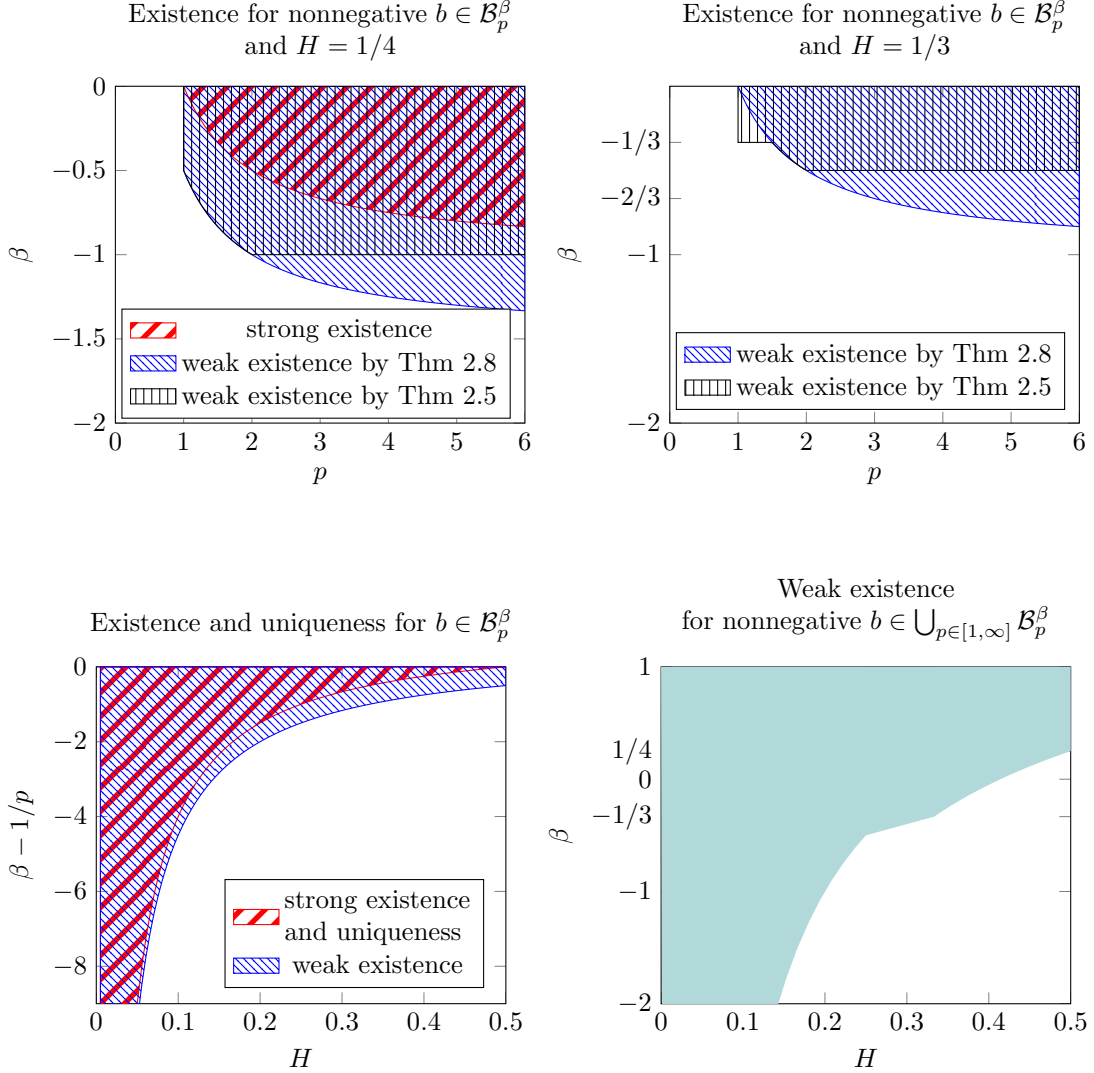 Existence for nonnegative b ∈ 𝓑_p^β
and H = 1/4
0
−0.5
−1
−1.5
−2
β
strong existence
weak existence by Thm 2.8
weak existence by Thm 2.5
0 1 2 3 4 5 6
p
Existence for nonnegative b ∈ 𝓑_p^β
and H = 1/3
−1/3
−2/3
−1
−2
β
weak existence by Thm 2.8
weak existence by Thm 2.5
0 1 2 3 4 5 6
p
Existence and uniqueness for b ∈ 𝓑_p^β
0
−2
−4
−6
−8
β − 1/p
strong existence
and uniqueness
weak existence
0 0.1 0.2 0.3 0.4 0.5
H
Weak existence
for nonnegative b ∈ ⋃_{p∈[1,∞]} 𝓑_p^β
1
1/4
0
−1/3
−1
−2
β
0 0.1 0.2 0.3 0.4 0.5
H